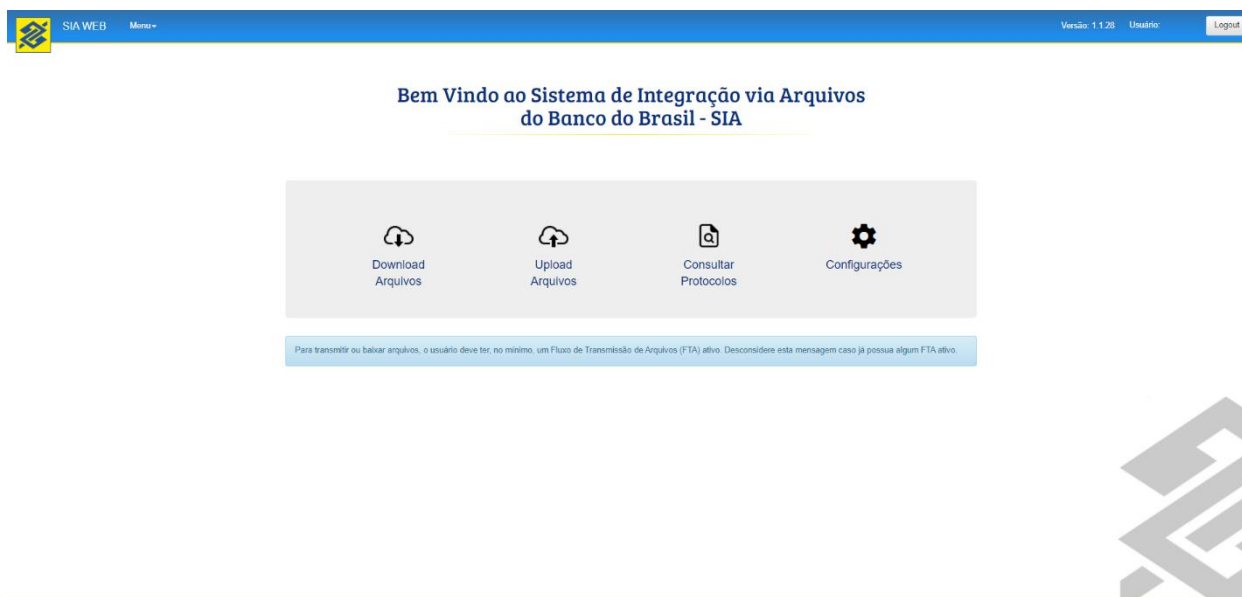 SIA WEB Menu
Versão: 1.1.28 Usuário: Logout
Bem Vindo ao Sistema de Integração via Arquivos
do Banco do Brasil - SIA
Download
Arquivos
Upload
Arquivos
Consultar
Protocolos
Configurações
Para transmitir ou baixar arquivos, o usuário deve ter, no mínimo, um Fluxo de Transmissão de Arquivos (FTA) ativo. Desconsidere esta mensagem caso já possua algum FTA ativo.